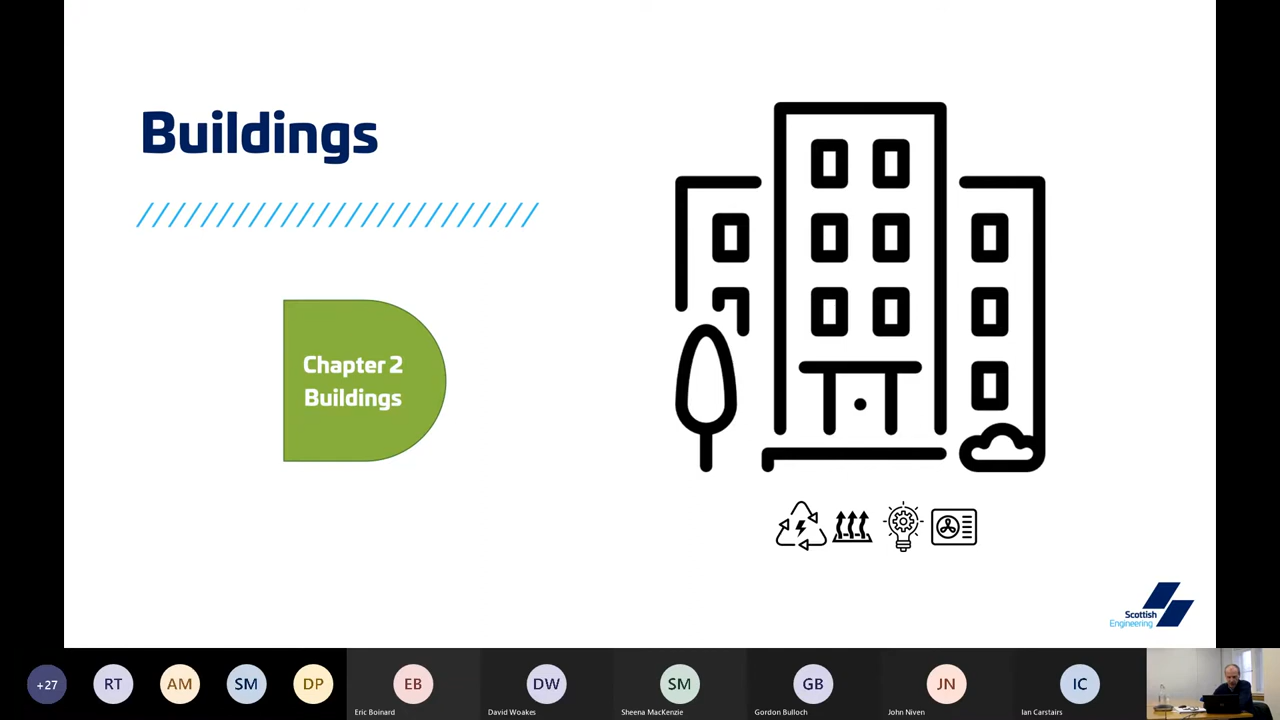 Buildings
Chapter 2
Buildings
Scottish
Engineering
+27
RT
AM
SM
DP
EB
DW
SM
GB
JN
IC
Eric Boinard
David Woakes
Sheena MacKenzie
Gordon Bulloch
John Niven
Ian Carstairs